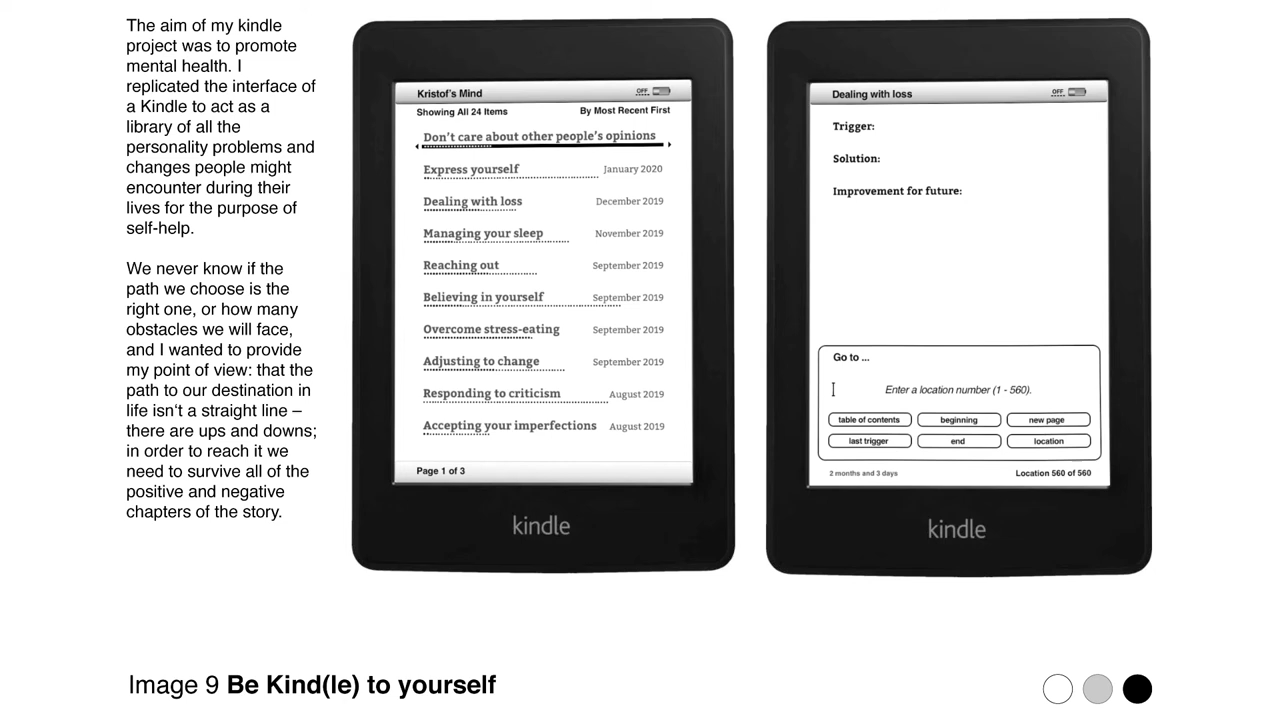 The aim of my kindle
project was to promote
mental health. I
replicated the interface of
a Kindle to act as a
library of all the
personality problems and
changes people might
encounter during their
lives for the purpose of
self-help.
We never know if the
path we choose is the
right one, or how many
obstacles we will face,
and I wanted to provide
my point of view: that the
path to our destination in
life isn't a straight line –
there are ups and downs;
in order to reach it we
need to survive all of the
positive and negative
chapters of the story.
Kristof's Mind OFF
Showing All 24 Items By Most Recent First
Don't care about other people's opinions
Express yourself January 2020
Dealing with loss December 2019
Managing your sleep November 2019
Reaching out September 2019
Believing in yourself September 2019
Overcome stress-eating September 2019
Adjusting to change September 2019
Responding to criticism August 2019
Accepting your imperfections August 2019
Page 1 of 3
kindle
Dealing with loss OFF
Trigger:
Solution:
Improvement for future:
Go to ...
Enter a location number (1 - 560).
table of contents beginning new page
last trigger end location
2 months and 3 days Location 560 of 560
kindle
Image 9 Be Kind(le) to yourself